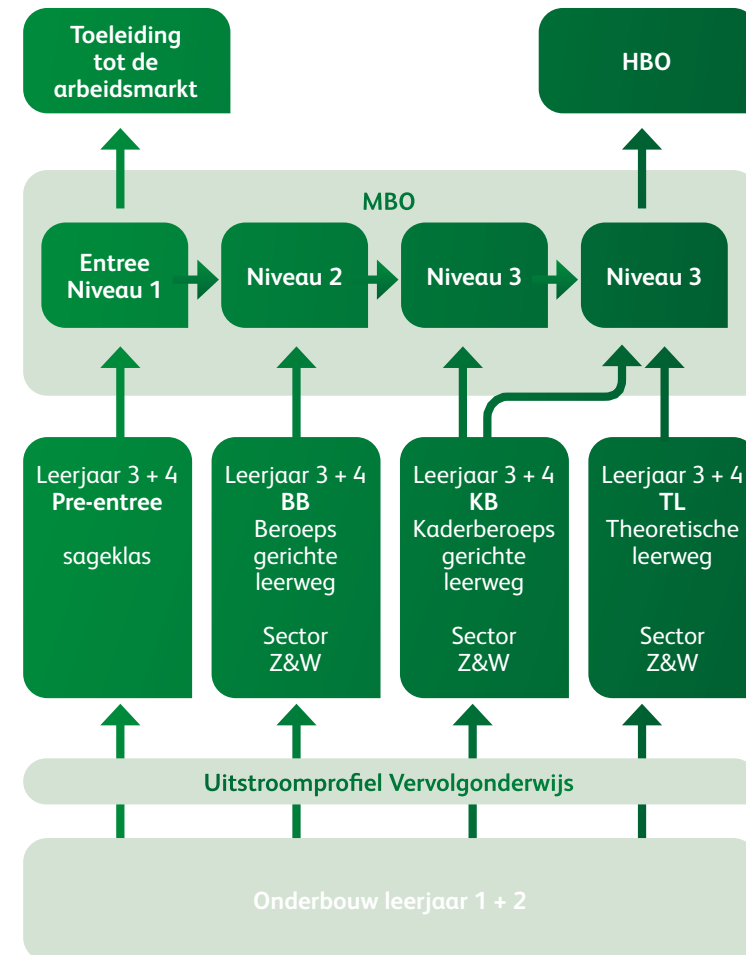 Toeleiding
tot de
arbeidsmarkt
HBO
MBO
Entree
Niveau 1
Niveau 2
Niveau 3
Niveau 3
Leerjaar 3 + 4
Pre-entree
sageklas
Leerjaar 3 + 4
BB
Beroeps
gerichte
leerweg
Sector
Z&W
Leerjaar 3 + 4
KB
Kaderberoeps
gerichte
leerweg
Sector
Z&W
Leerjaar 3 + 4
TL
Theoretische
leerweg
Sector
Z&W
Uitstroomprofiel Vervolgonderwijs
Onderbouw leerjaar 1 + 2